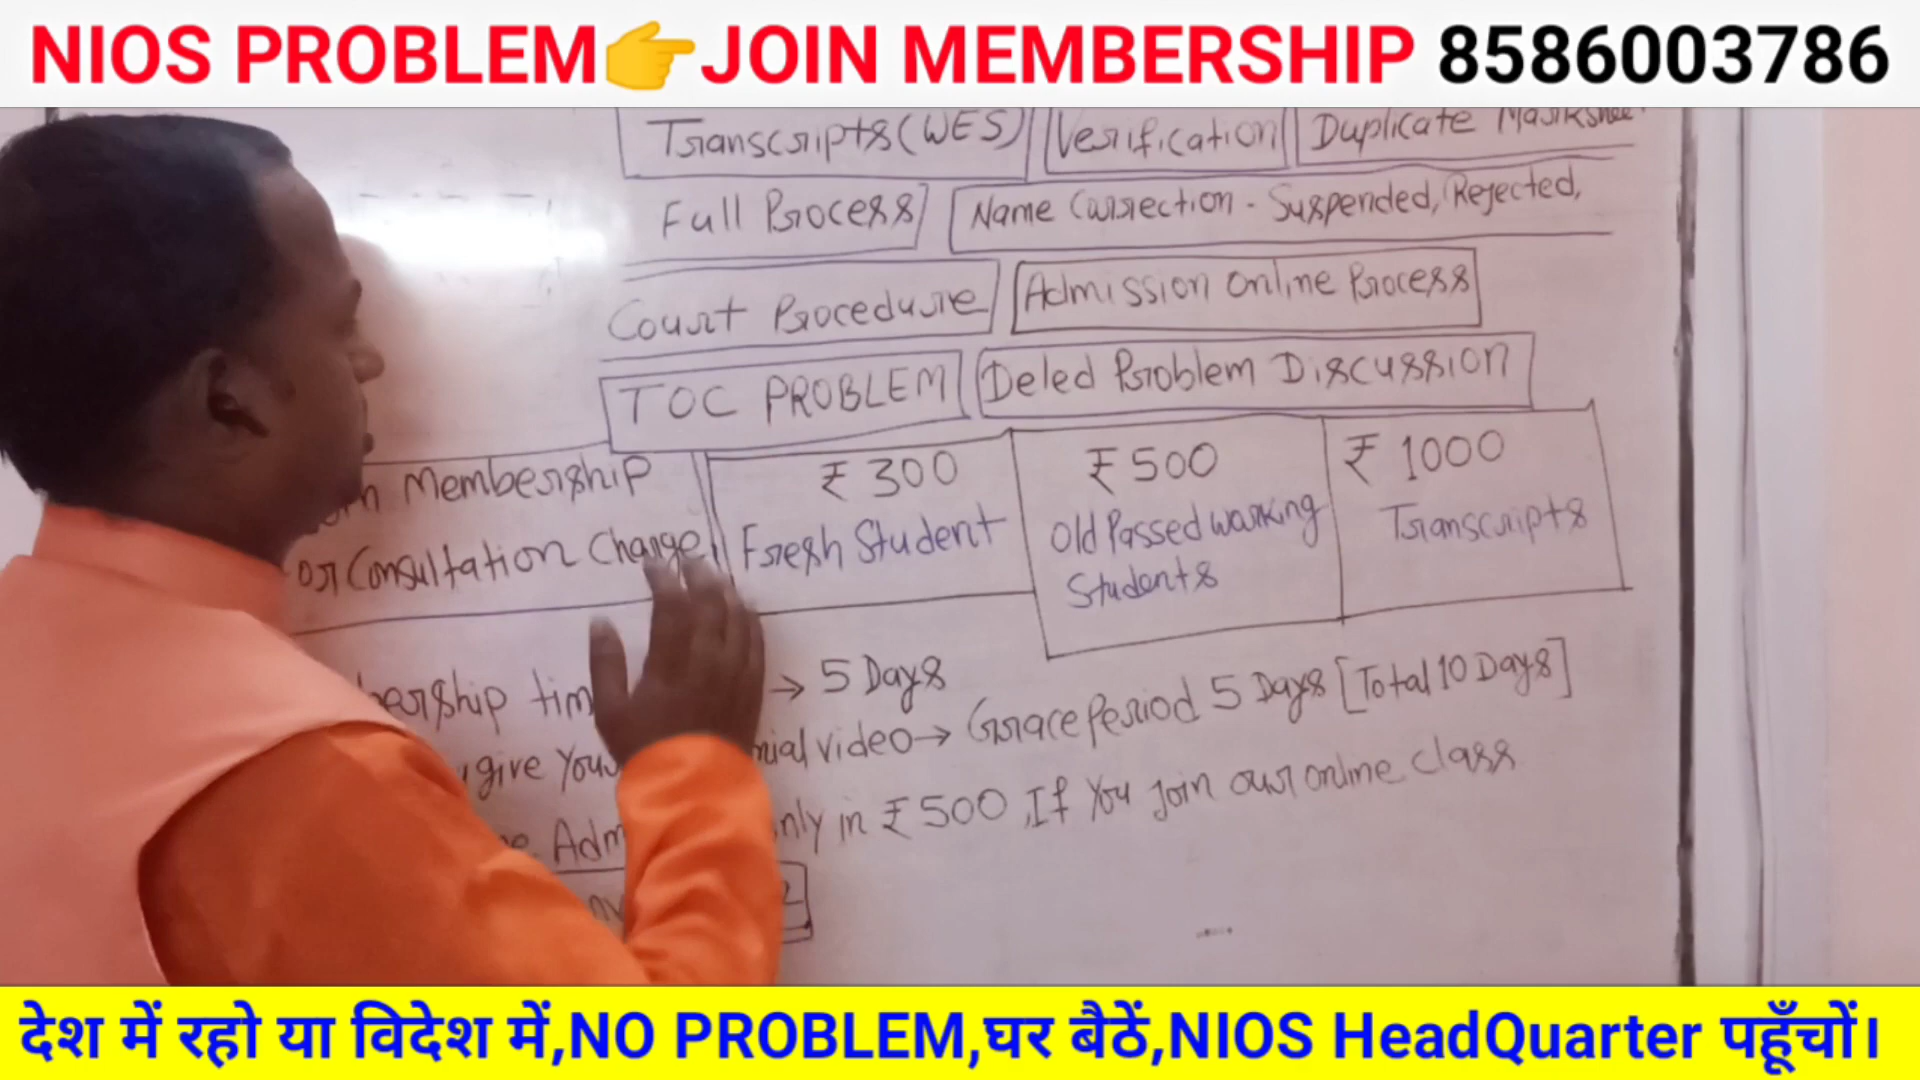 NIOS PROBLEM👉JOIN MEMBERSHIP 8586003786
Transcripts (WES) Verification Duplicate
Full Process Name Correction - Suspended, Rejected,
Court Procedure Admission Online Process
TOC PROBLEM Deled Problem Discussion
Membership ₹ 300 ₹ 500 ₹ 1000
or Consultation Charge Fresh Student Old Passed working Transcripts
Students
→ 5 Days
give video → Grace Period 5 Days [Total 10 Days]
in ₹ 500, If You Join our online class
देश में रहो या विदेश में,NO PROBLEM,घर बैठें,NIOS HeadQuarter पहूँचों।